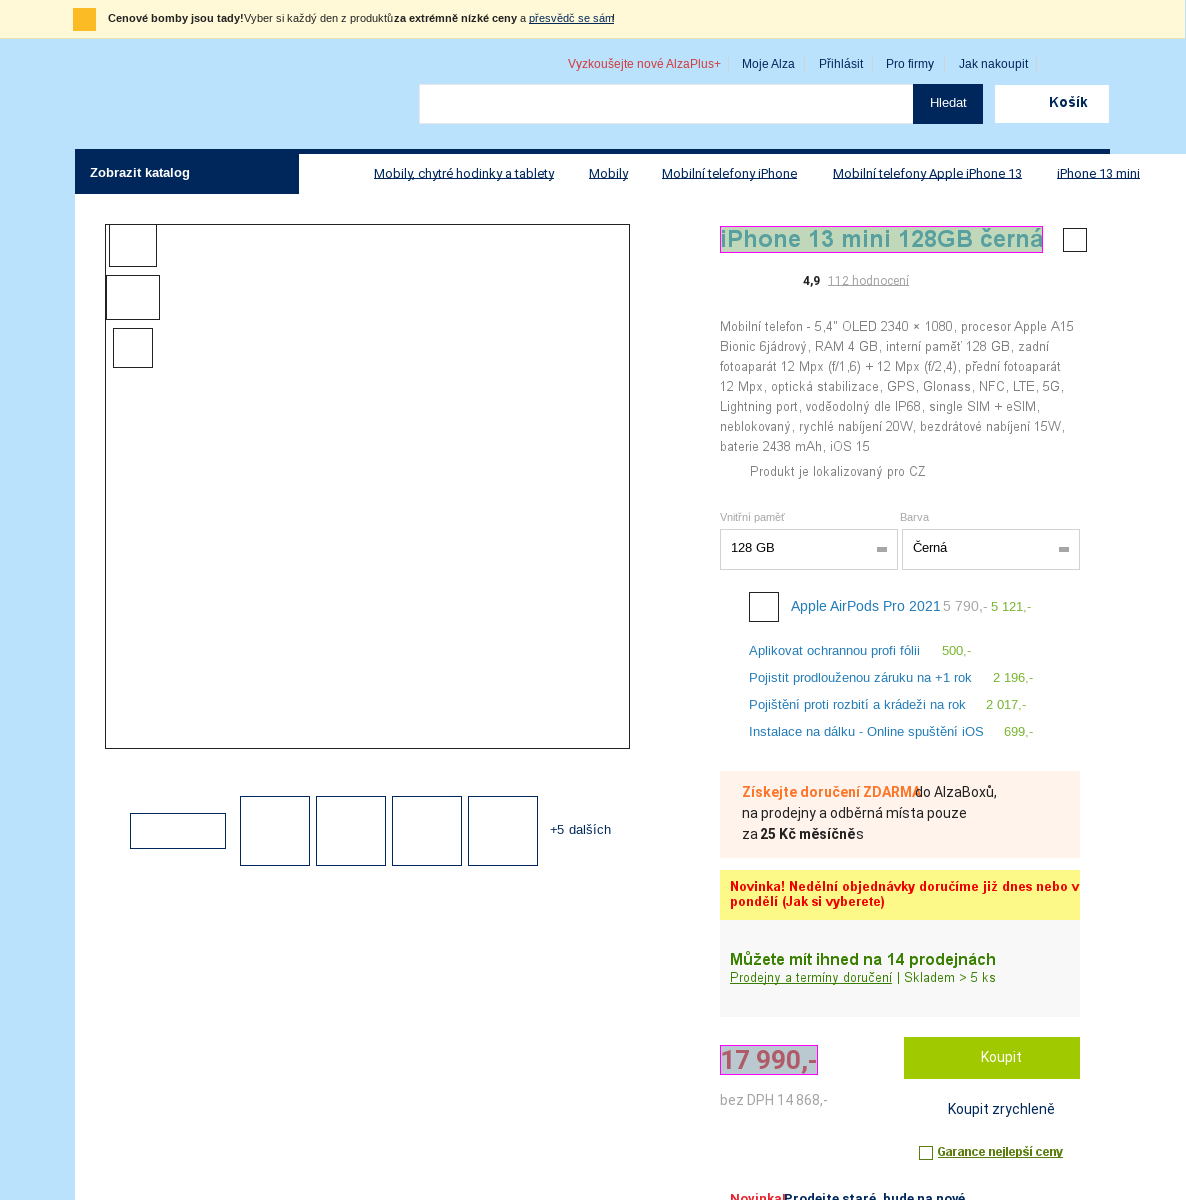 Cenové bomby jsou tady! Vyber si každý den z produktů za extrémně nízké ceny a přesvědč se sám!
Vyzkoušejte nové AlzaPlus+ Moje Alza Přihlásit Pro firmy Jak nakoupit
Hledat Košík
Zobrazit katalog Mobily, chytré hodinky a tablety Mobily Mobilní telefony iPhone Mobilní telefony Apple iPhone 13 iPhone 13 mini
iPhone 13 mini 128GB černá
4,9 112 hodnocení
Mobilní telefon - 5,4" OLED 2340 × 1080, procesor Apple A15
Bionic 6jádrový, RAM 4 GB, interní paměť 128 GB, zadní
fotoaparát 12 Mpx (f/1,6) + 12 Mpx (f/2,4), přední fotoaparát
12 Mpx, optická stabilizace, GPS, Glonass, NFC, LTE, 5G,
Lightning port, voděodolný dle IP68, single SIM + eSIM,
neblokovaný, rychlé nabíjení 20W, bezdrátové nabíjení 15W,
baterie 2438 mAh, iOS 15
Produkt je lokalizovaný pro CZ
Vnitřní paměť Barva
128 GB Černá
Apple AirPods Pro 2021 5 790,- 5 121,-
Aplikovat ochrannou profi fólii 500,-
Pojistit prodlouženou záruku na +1 rok 2 196,-
Pojištění proti rozbití a krádeži na rok 2 017,-
Instalace na dálku - Online spuštění iOS 699,-
Získejte doručení ZDARMA do AlzaBoxů,
na prodejny a odběrná místa pouze
za 25 Kč měsíčně s
+5 dalších
Novinka! Nedělní objednávky doručíme již dnes nebo v
pondělí (Jak si vyberete)
Můžete mít ihned na 14 prodejnách
Prodejny a termíny doručení | Skladem > 5 ks
17 990,- Koupit
bez DPH 14 868,-
Koupit zrychleně
Garance nejlepší ceny
Novinka! Prodejte staré, bude na nové